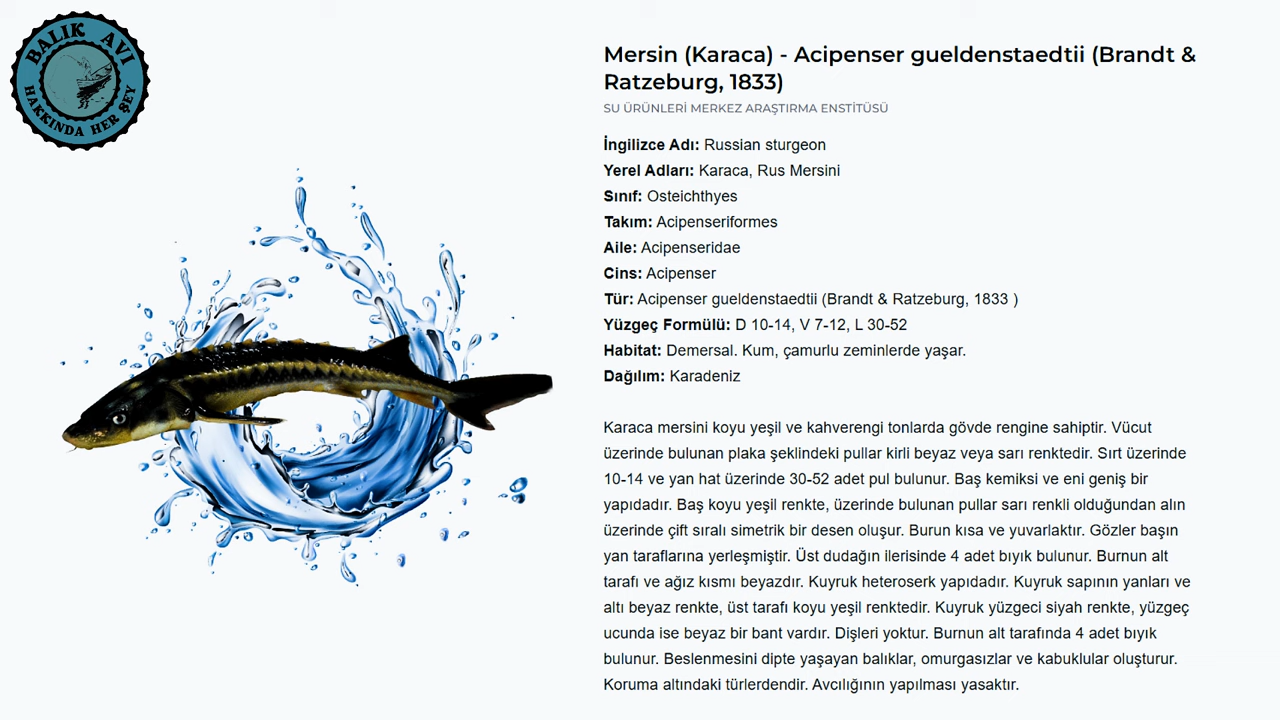 BALIK AVI
HAKKINDA HER ŞEY
Mersin (Karaca) - Acipenser gueldenstaedtii (Brandt &
Ratzeburg, 1833)
SU ÜRÜNLERİ MERKEZ ARAŞTIRMA ENSTİTÜSÜ
İngilizce Adı: Russian sturgeon
Yerel Adları: Karaca, Rus Mersini
Sınıf: Osteichthyes
Takım: Acipenseriformes
Aile: Acipenseridae
Cins: Acipenser
Tür: Acipenser gueldenstaedtii (Brandt & Ratzeburg, 1833 )
Yüzgeç Formülü: D 10-14, V 7-12, L 30-52
Habitat: Demersal. Kum, çamurlu zeminlerde yaşar.
Dağılım: Karadeniz
Karaca mersini koyu yeşil ve kahverengi tonlarda gövde rengine sahiptir. Vücut
üzerinde bulunan plaka şeklindeki pullar kirli beyaz veya sarı renktedir. Sırt üzerinde
10-14 ve yan hat üzerinde 30-52 adet pul bulunur. Baş kemiksi ve eni geniş bir
yapıdadır. Baş koyu yeşil renkte, üzerinde bulunan pullar sarı renkli olduğundan alın
üzerinde çift sıralı simetrik bir desen oluşur. Burun kısa ve yuvarlaktır. Gözler başın
yan taraflarına yerleşmiştir. Üst dudağın ilerisinde 4 adet bıyık bulunur. Burnun alt
tarafı ve ağız kısmı beyazdır. Kuyruk heteroserk yapıdadır. Kuyruk sapının yanları ve
altı beyaz renkte, üst tarafı koyu yeşil renktedir. Kuyruk yüzgeci siyah renkte, yüzgeç
ucunda ise beyaz bir bant vardır. Dişleri yoktur. Burnun alt tarafında 4 adet bıyık
bulunur. Beslenmesini dipte yaşayan balıklar, omurgasızlar ve kabuklular oluşturur.
Koruma altındaki türlerdendir. Avcılığının yapılması yasaktır.